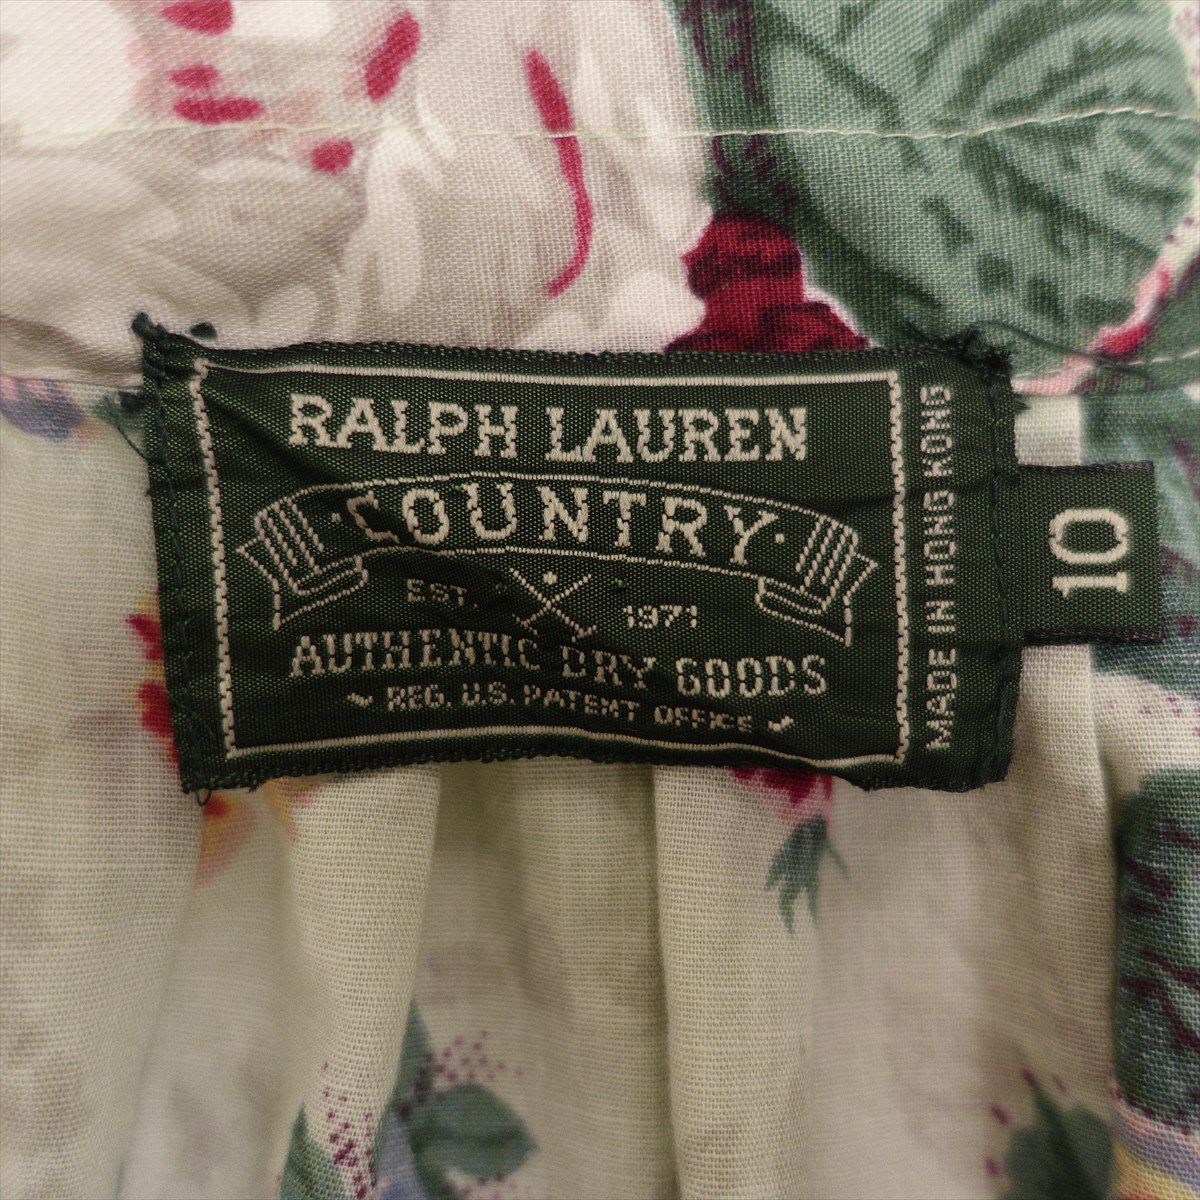 RALPH LAUREN
·COUNTRY·
EST. 1971
AUTHENTIC DRY GOODS
REG. U.S. PATENT OFFICE
MADE IN HONG KONG
10